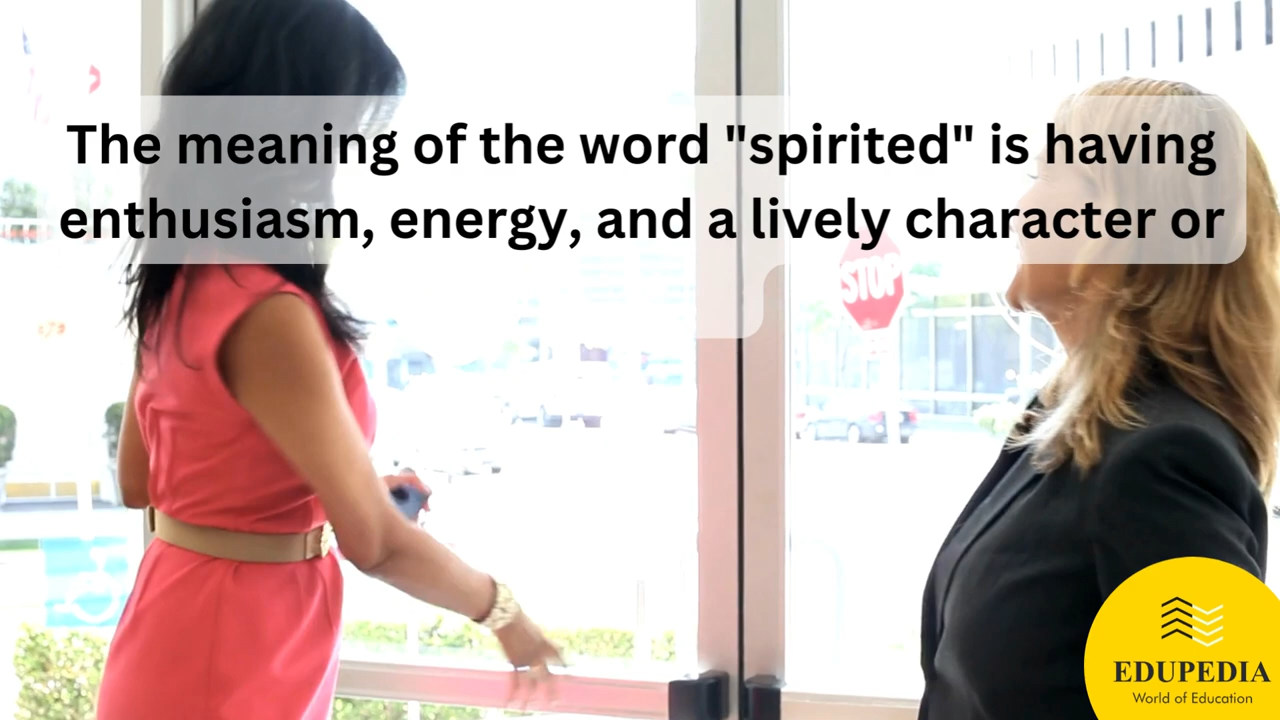 The meaning of the word "spirited" is having
enthusiasm, energy, and a lively character or
STOP
EDUPEDIA
World of Education